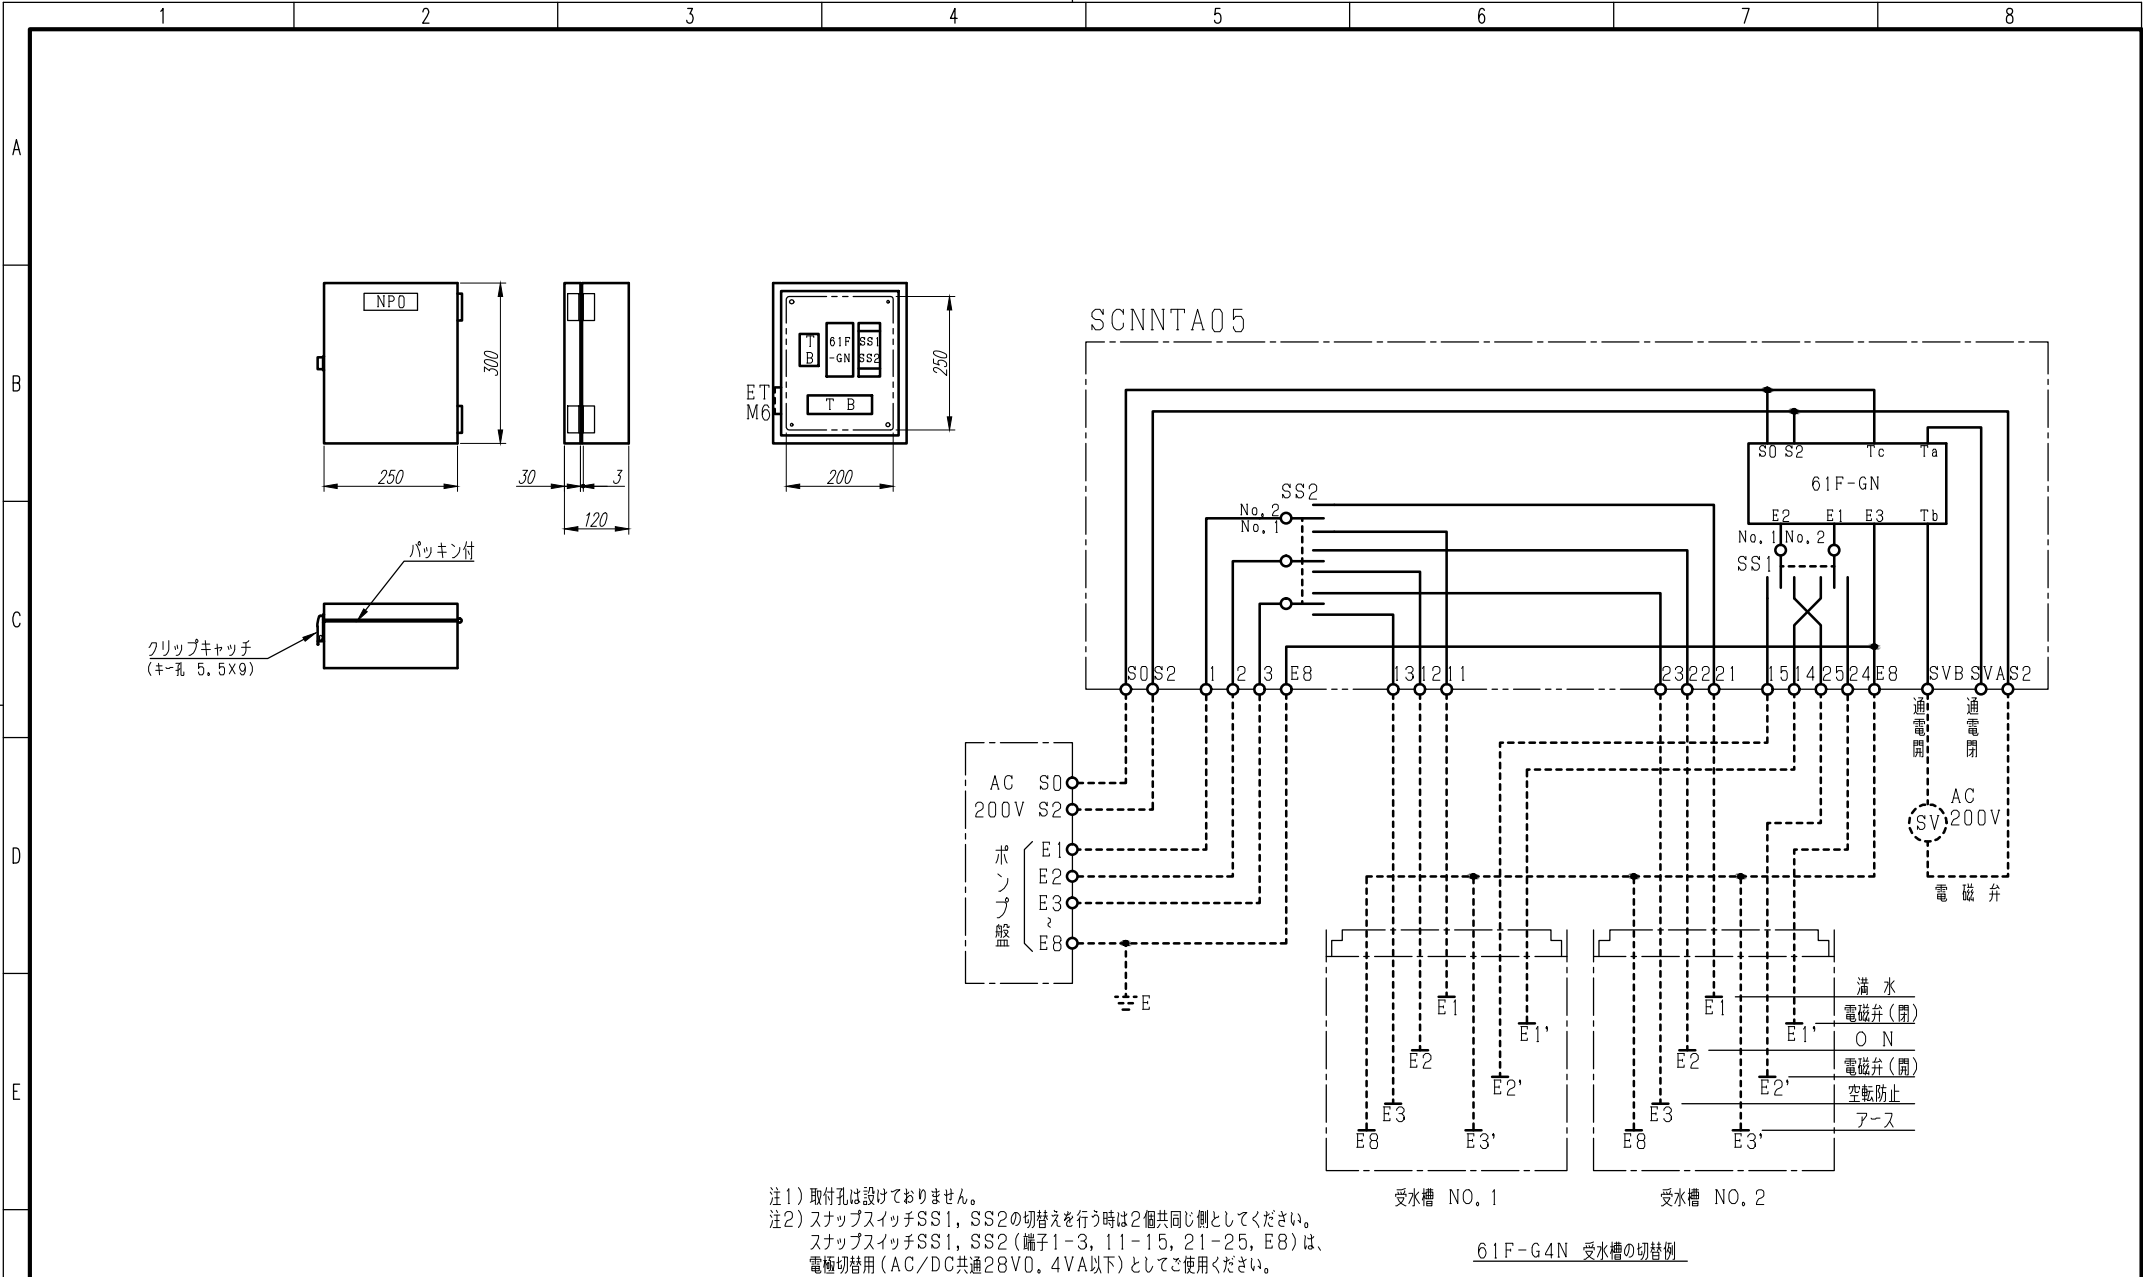 1 2 3 4 5 6 7 8
A
B
C
D
E
NPO
300
250
30
3
120
T
B
61F
-GN
SS1
SS2
T B
ET
M6
250
200
パッキン付
クリップキャッチ
(キー孔 5.5×9)
SCNNTA05
S0 S2 Tc Ta
61F-GN
E2 E1 E3 Tb
No.1 No.2
SS1
SS2
No.2
No.1
S0 S2 1 2 3 E8 13 12 11 23 22 21 15 14 25 24 E8 SVB SVA S2
通電開
通電閉
AC S0
200V S2
ポンプ盤
E1
E2
E3
~
E8
E
SV
AC
200V
電磁弁
E1
E1'
E2
E2'
E3
E8
E3'
E1
E1'
E2
E2'
E3
E8
E3'
満水
電磁弁(閉)
ON
電磁弁(開)
空転防止
アース
受水槽 NO.1
受水槽 NO.2
注1)取付孔は設けておりません。
注2)スナップスイッチSS1,SS2の切替えを行う時は2個共同じ側としてください。
スナップスイッチSS1,SS2(端子1-3,11-15,21-25,E8)は、
電極切替用(AC/DC共通28V0.4VA以下)としてご使用ください。
61F-G4N 受水槽の切替例